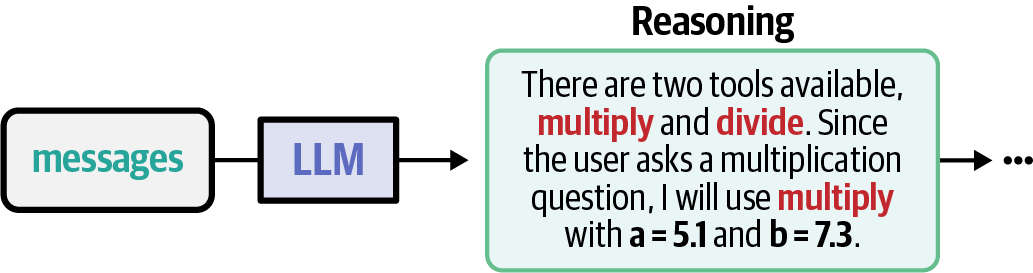 Reasoning
messages
LLM
There are two tools available,
multiply and divide. Since
the user asks a multiplication
question, I will use multiply
with a = 5.1 and b = 7.3.
...